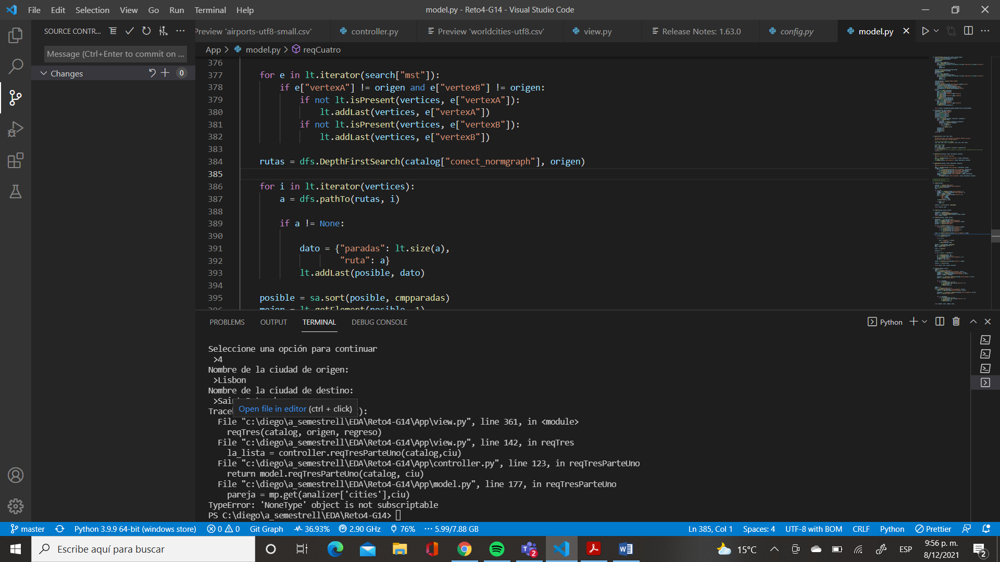 File Edit Selection View Go Run Terminal Help
model.py - Reto4-G14 - Visual Studio Code
SOURCE CONTR...
Preview 'airports-utf8-small.csv' controller.py Preview 'worldcities-utf8.csv' view.py Release Notes: 1.63.0 config.py model.py
App > model.py > reqCuatro
Message (Ctrl+Enter to commit on ...
Changes 0
376
377 for e in lt.iterator(search["mst"]):
378 if e["vertexA"] != origen and e["vertexB"] != origen:
379 if not lt.isPresent(vertices, e["vertexA"]):
380 lt.addLast(vertices, e["vertexA"])
381 if not lt.isPresent(vertices, e["vertexB"]):
382 lt.addLast(vertices, e["vertexB"])
383
384 rutas = dfs.DepthFirstSearch(catalog["conect_normgraph"], origen)
385
386 for i in lt.iterator(vertices):
387 a = dfs.pathTo(rutas, i)
388
389 if a != None:
390
391 dato = {"paradas": lt.size(a),
392 "ruta": a}
393 lt.addLast(posible, dato)
394
395 posible = sa.sort(posible, cmpparadas)
396 mejor = lt.getElement(posible, 1)
PROBLEMS OUTPUT TERMINAL DEBUG CONSOLE
Python
Seleccione una opción para continuar
>4
Nombre de la ciudad de origen:
>Lisbon
Nombre de la ciudad de destino:
Open file in editor (ctrl + click)
File "c:\diego\a_semestrell\EDA\Reto4-G14\App\view.py", line 361, in <module>
reqTres(catalog, origen, regreso)
File "c:\diego\a_semestrell\EDA\Reto4-G14\App\view.py", line 142, in reqTres
la_lista = controller.reqTresParteUno(catalog,ciu)
File "c:\diego\a_semestrell\EDA\Reto4-G14\App\controller.py", line 123, in reqTresParteUno
return model.reqTresParteUno(catalog, ciu)
File "c:\diego\a_semestrell\EDA\Reto4-G14\App\model.py", line 177, in reqTresParteUno
pareja = mp.get(analizer['cities'],ciu)
TypeError: 'NoneType' object is not subscriptable
PS C:\diego\a_semestrell\EDA\Reto4-G14>
master Python 3.9.9 64-bit (windows store) 0 0 Git Graph 36.93% 2.90 GHz 76% 5.99/7.88 GB Ln 385, Col 1 Spaces: 4 UTF-8 with BOM CRLF Python Prettier
Escribe aquí para buscar
2
15°C
ESP
9:56 p. m.
8/12/2021
2